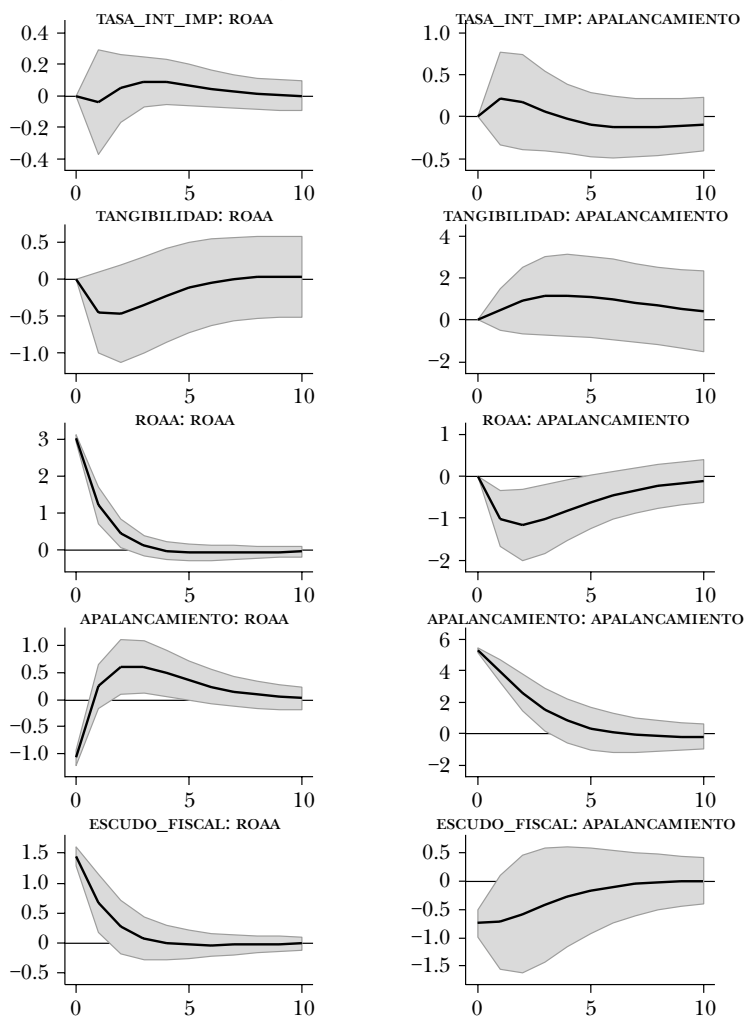 TASA_INT_IMP: ROAA
0.4
0.2
0
−0.2
−0.4
0 5 10
TASA_INT_IMP: APALANCAMIENTO
1.0
0.5
0
−0.5
0 5 10
TANGIBILIDAD: ROAA
0.5
0
−0.5
−1.0
0 5 10
TANGIBILIDAD: APALANCAMIENTO
4
2
0
−2
0 5 10
ROAA: ROAA
3
2
1
0
0 5 10
ROAA: APALANCAMIENTO
1
0
−1
−2
0 5 10
APALANCAMIENTO: ROAA
1.0
0.5
0
−0.5
−1.0
0 5 10
APALANCAMIENTO: APALANCAMIENTO
6
4
2
0
−2
0 5 10
ESCUDO_FISCAL: ROAA
1.5
1.0
0.5
0
−0.5
0 5 10
ESCUDO_FISCAL: APALANCAMIENTO
0.5
0
−0.5
−1.0
−1.5
0 5 10